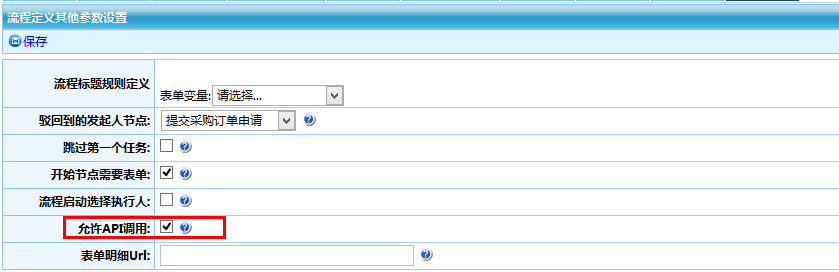 流程定义其他参数设置
保存
流程标题规则定义
表单变量: 请选择...
驳回到的发起人节点: 提交采购订单申请
跳过第一个任务:
开始节点需要表单:
流程启动选择执行人:
允许API调用:
表单明细Url: